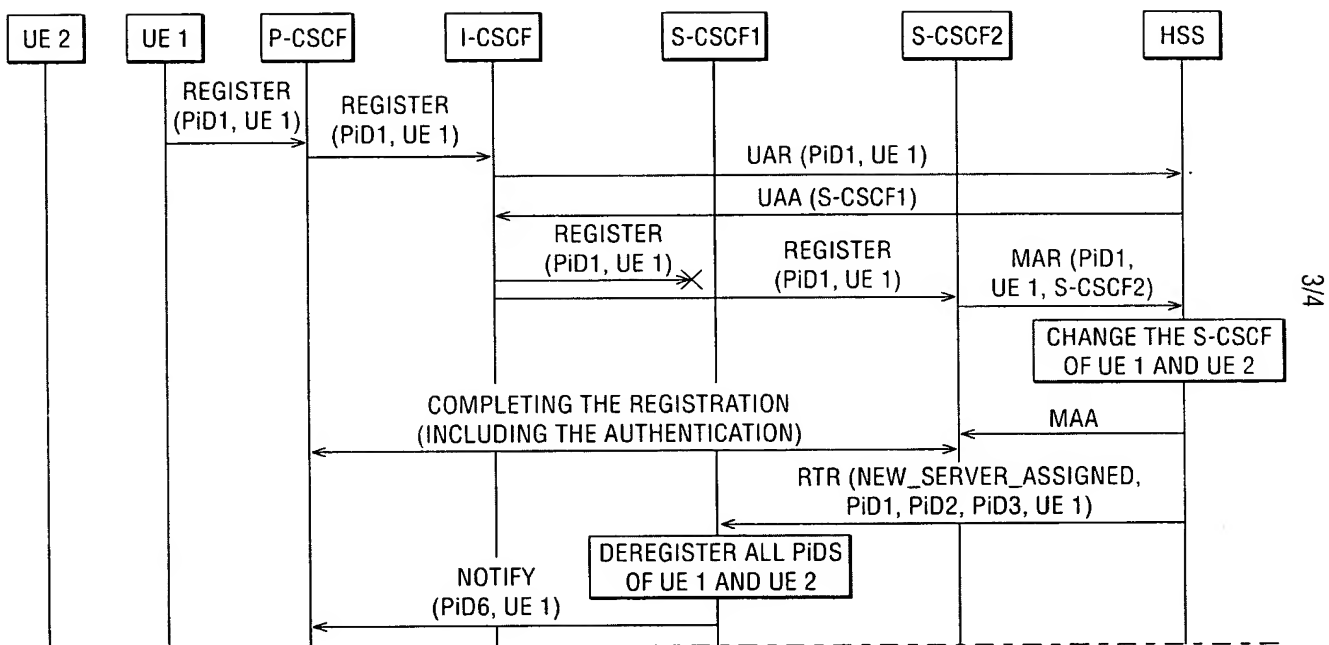 UE 2
UE 1
P-CSCF
I-CSCF
S-CSCF1
S-CSCF2
HSS
REGISTER
(PiD1, UE 1)
REGISTER
(PiD1, UE 1)
UAR (PiD1, UE 1)
UAA (S-CSCF1)
REGISTER
(PiD1, UE 1)
REGISTER
(PiD1, UE 1)
MAR (PiD1,
UE 1, S-CSCF2)
CHANGE THE S-CSCF
OF UE 1 AND UE 2
COMPLETING THE REGISTRATION
(INCLUDING THE AUTHENTICATION)
MAA
RTR (NEW_SERVER_ASSIGNED,
PiD1, PiD2, PiD3, UE 1)
DEREGISTER ALL PiDS
OF UE 1 AND UE 2
NOTIFY
(PiD6, UE 1)
3/4